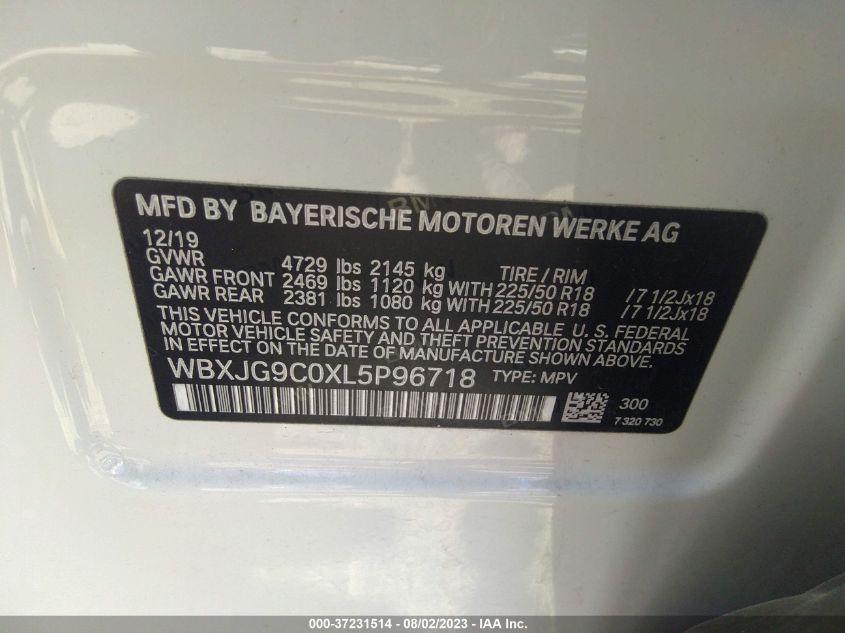 MFD BY BAYERISCHE MOTOREN WERKE AG
12/19
GVWR 4729 lbs 2145 kg TIRE / RIM
GAWR FRONT 2469 lbs 1120 kg WITH 225/50 R18 / 7 1/2Jx18
GAWR REAR 2381 lbs 1080 kg WITH 225/50 R18 / 7 1/2Jx18
THIS VEHICLE CONFORMS TO ALL APPLICABLE U. S. FEDERAL
MOTOR VEHICLE SAFETY AND THEFT PREVENTION STANDARDS
IN EFFECT ON THE DATE OF MANUFACTURE SHOWN ABOVE.
WBXJG9C0XL5P96718 TYPE: MPV
300
7 320 730
000-37231514 - 08/02/2023 - IAA Inc.